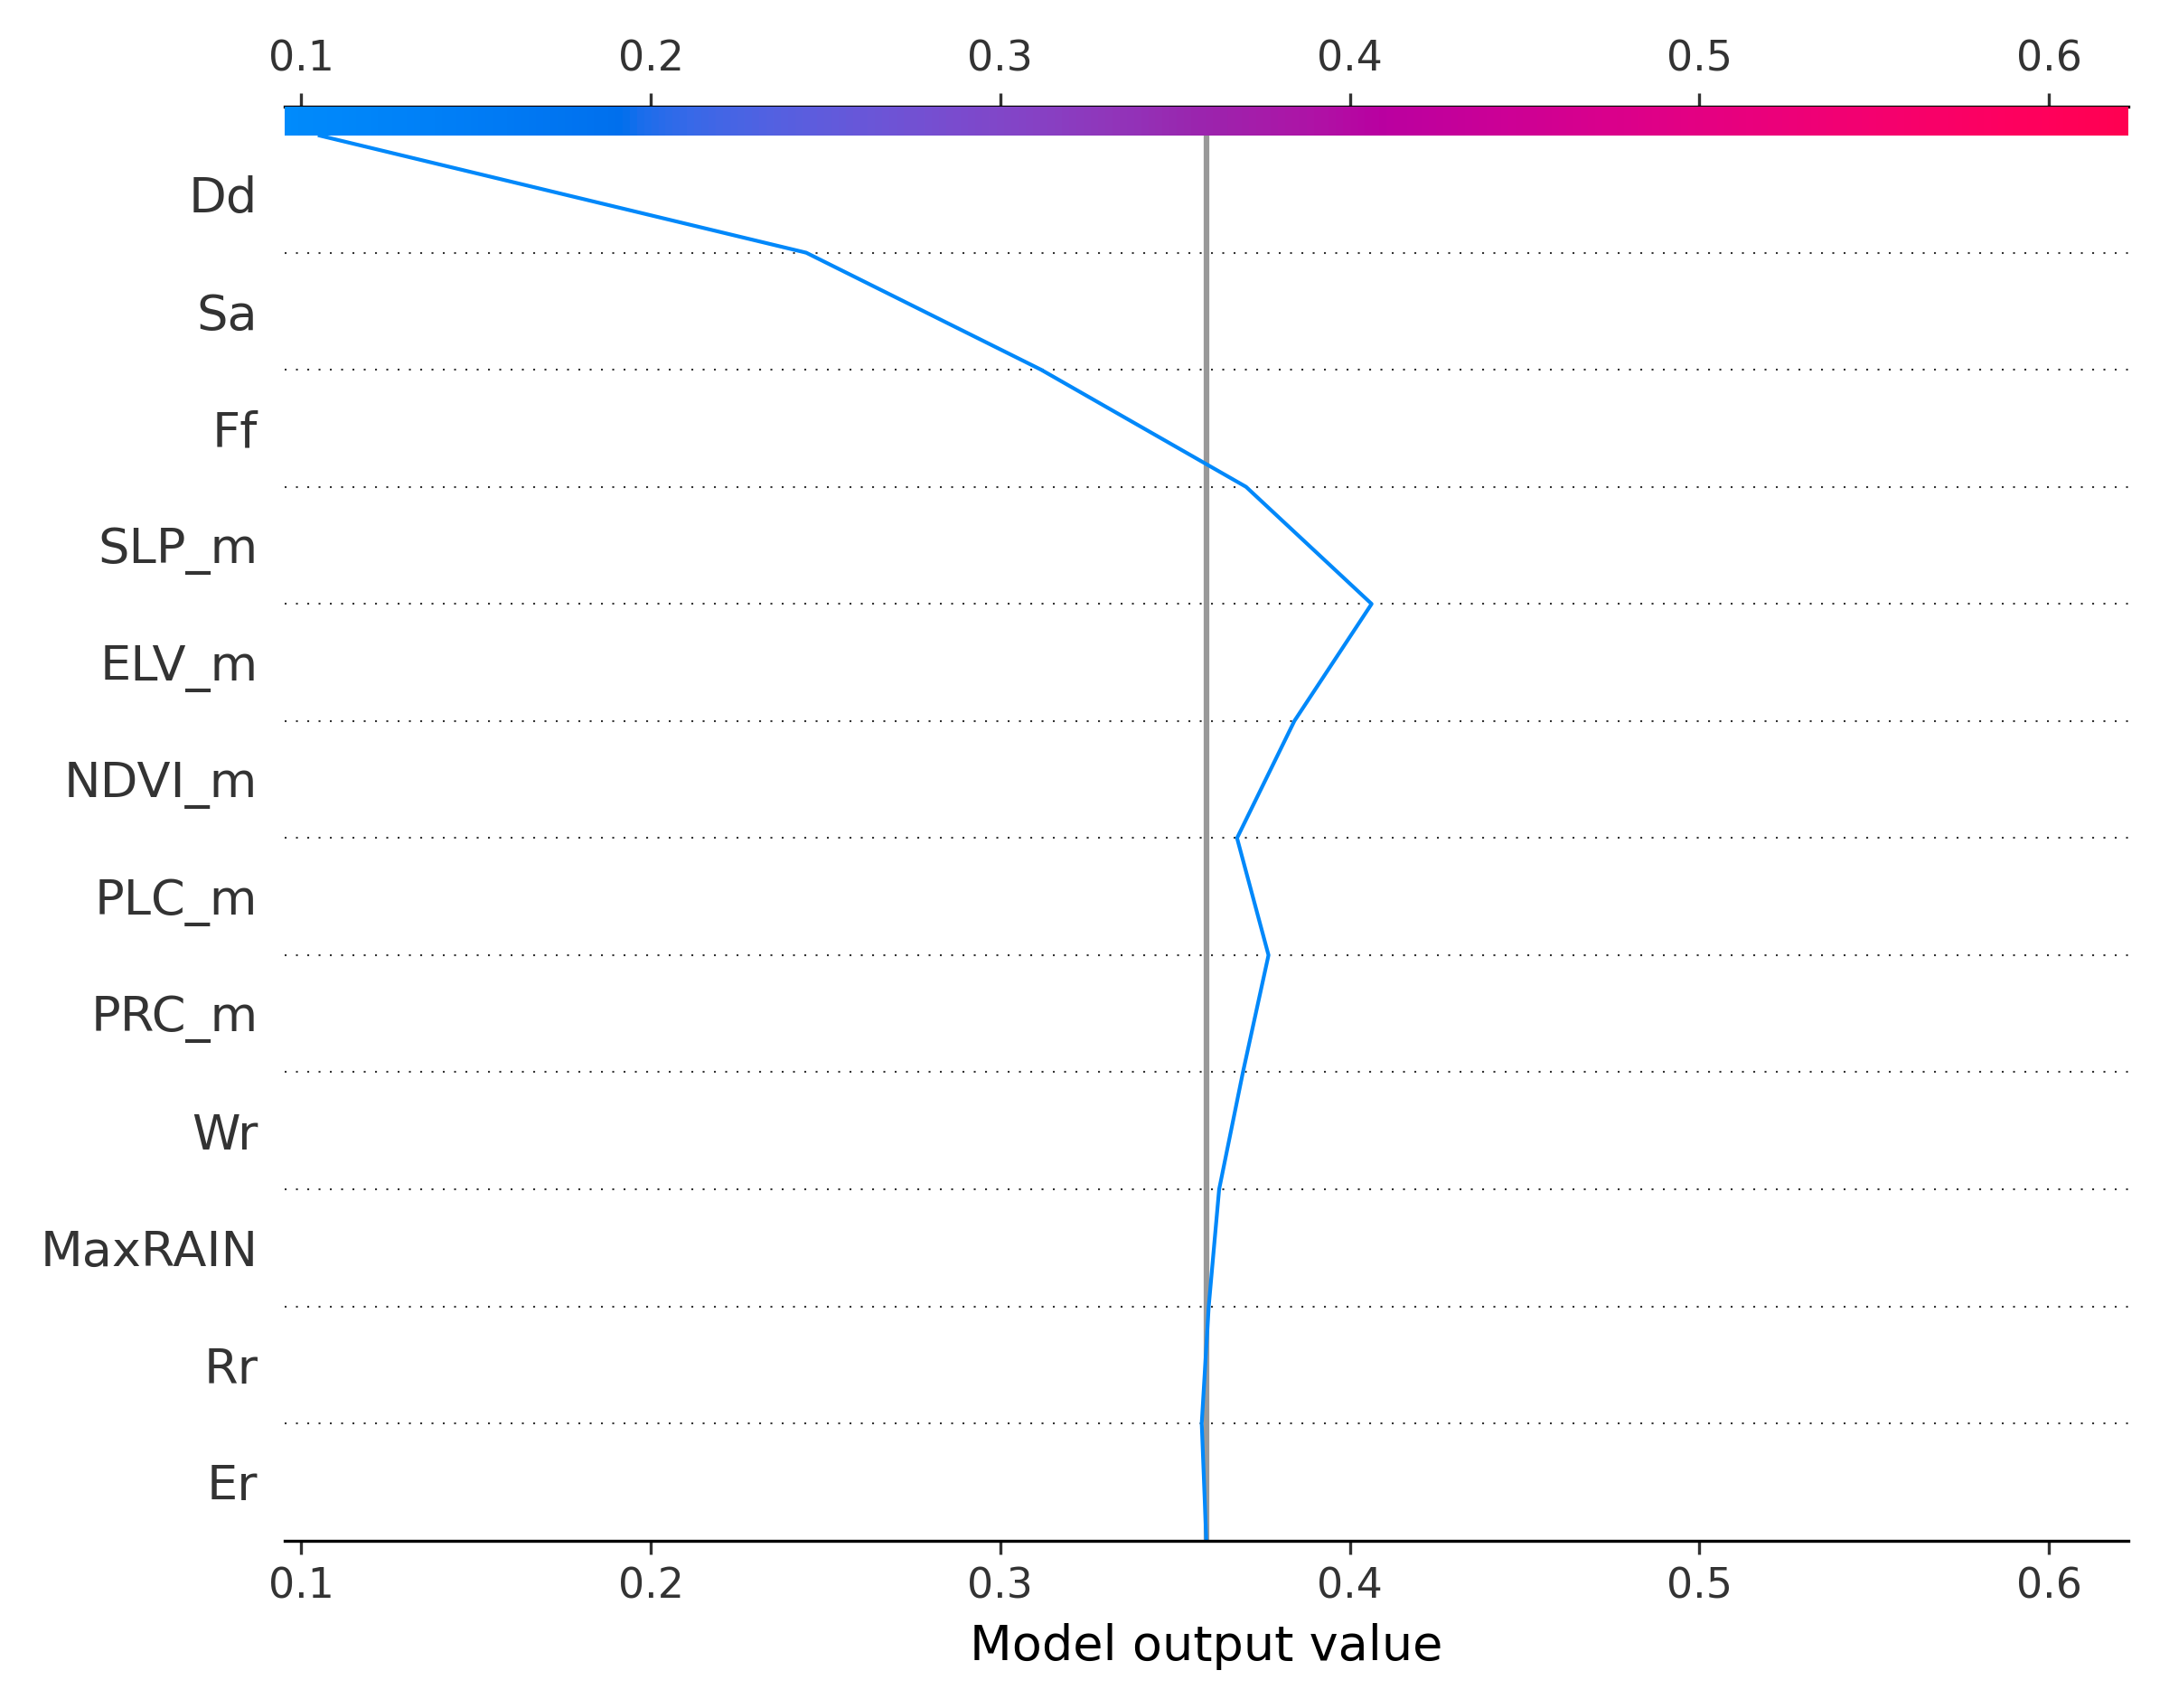 0.1 0.2 0.3 0.4 0.5 0.6
Dd
Sa
Ff
SLP_m
ELV_m
NDVI_m
PLC_m
PRC_m
Wr
MaxRAIN
Rr
Er
0.1 0.2 0.3 0.4 0.5 0.6
Model output value